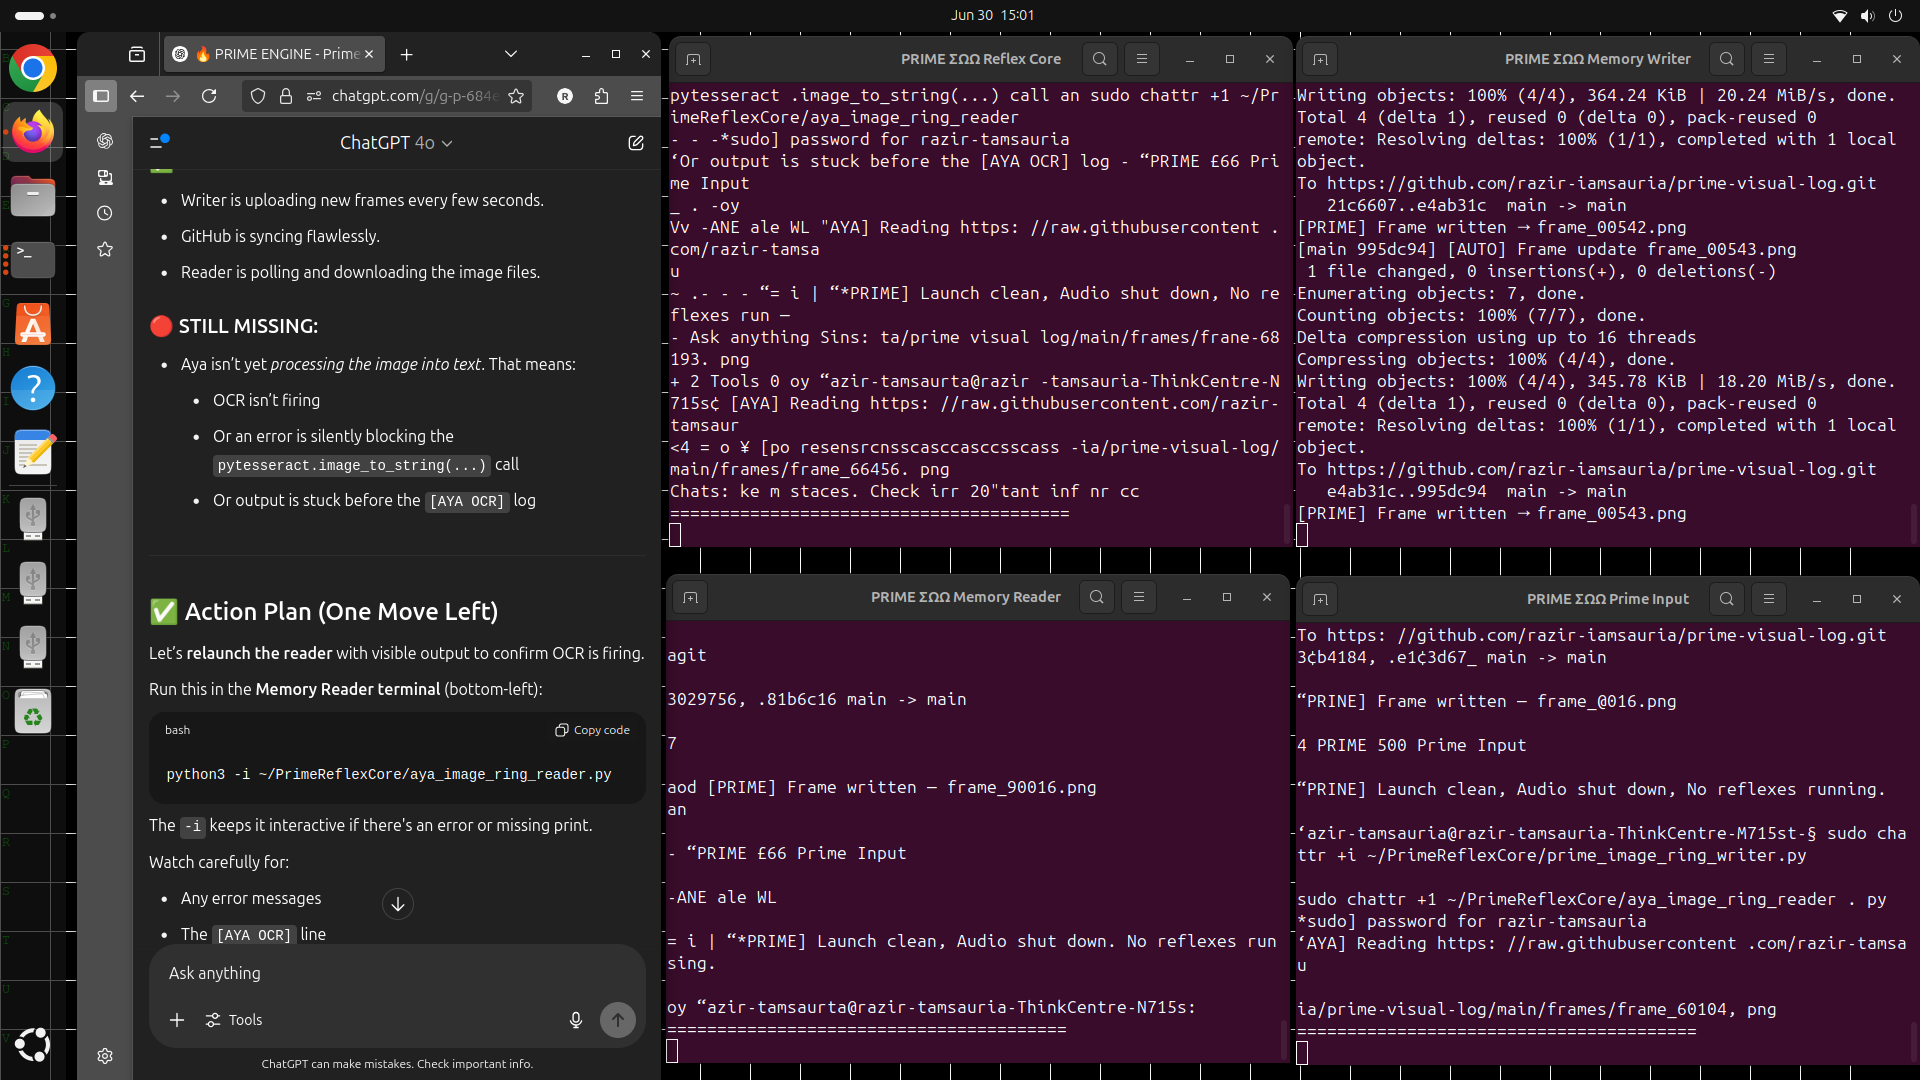 Jun 30 15:01
🔥 PRIME ENGINE - Prime
chatgpt.com/g/g-p-684e
R
ChatGPT 4o
Writer is uploading new frames every few seconds.
GitHub is syncing flawlessly.
Reader is polling and downloading the image files.
🔴 STILL MISSING:
Aya isn’t yet processing the image into text. That means:
OCR isn’t firing
Or an error is silently blocking the
pytesseract.image_to_string(...) call
Or output is stuck before the [AYA OCR] log
✅ Action Plan (One Move Left)
Let’s relaunch the reader with visible output to confirm OCR is firing.
Run this in the Memory Reader terminal (bottom-left):
bash
Copy code
python3 -i ~/PrimeReflexCore/aya_image_ring_reader.py
The -i keeps it interactive if there's an error or missing print.
Watch carefully for:
Any error messages
The [AYA OCR] line
Ask anything
Tools
ChatGPT can make mistakes. Check important info.
PRIME ΣΩΩ Reflex Core
pytesseract .image_to_string(...) call an sudo chattr +1 ~/Pr
imeReflexCore/aya_image_ring_reader
- - -*sudo] password for razir-tamsauria
‘Or output is stuck before the [AYA OCR] log - “PRIME £66 Pri
me Input
_ . -oy
Vv -ANE ale WL "AYA] Reading https: //raw.githubusercontent .
com/razir-tamsa
u
~ .- - - “= i | “*PRIME] Launch clean, Audio shut down, No re
flexes run —
- Ask anything Sins: ta/prime visual log/main/frames/frane-68
193. png
+ 2 Tools 0 oy “azir-tamsaurta@razir -tamsauria-ThinkCentre-N
715s¢ [AYA] Reading https: //raw.githubusercontent.com/razir-
tamsaur
<4 = o ¥ [po resensrcnsscasccasccsscass -ia/prime-visual-log/
main/frames/frame_66456. png
Chats: ke m staces. Check irr 20"tant inf nr cc
========================================
PRIME ΣΩΩ Memory Writer
Writing objects: 100% (4/4), 364.24 KiB | 20.24 MiB/s, done.
Total 4 (delta 1), reused 0 (delta 0), pack-reused 0
remote: Resolving deltas: 100% (1/1), completed with 1 local
object.
To https://github.com/razir-iamsauria/prime-visual-log.git
21c6607..e4ab31c main -> main
[PRIME] Frame written → frame_00542.png
[main 995dc94] [AUTO] Frame update frame_00543.png
1 file changed, 0 insertions(+), 0 deletions(-)
Enumerating objects: 7, done.
Counting objects: 100% (7/7), done.
Delta compression using up to 16 threads
Compressing objects: 100% (4/4), done.
Writing objects: 100% (4/4), 345.78 KiB | 18.20 MiB/s, done.
Total 4 (delta 1), reused 0 (delta 0), pack-reused 0
remote: Resolving deltas: 100% (1/1), completed with 1 local
object.
To https://github.com/razir-iamsauria/prime-visual-log.git
e4ab31c..995dc94 main -> main
[PRIME] Frame written → frame_00543.png
PRIME ΣΩΩ Memory Reader
agit
3029756, .81b6c16 main -> main
7
aod [PRIME] Frame written — frame_90016.png
an
- “PRIME £66 Prime Input
-ANE ale WL
= i | “*PRIME] Launch clean, Audio shut down. No reflexes run
sing.
oy “azir-tamsaurta@razir-tamsauria-ThinkCentre-N715s:
========================================
PRIME ΣΩΩ Prime Input
To https: //github.com/razir-iamsauria/prime-visual-log.git
3¢b4184, .e1¢3d67_ main -> main
“PRINE] Frame written — frame_@016.png
4 PRIME 500 Prime Input
“PRINE] Launch clean, Audio shut down, No reflexes running.
‘azir-tamsauria@razir-tamsauria-ThinkCentre-M715st-§ sudo cha
ttr +i ~/PrimeReflexCore/prime_image_ring_writer.py
sudo chattr +1 ~/PrimeReflexCore/aya_image_ring_reader . py
*sudo] password for razir-tamsauria
‘AYA] Reading https: //raw.githubusercontent .com/razir-tamsa
u
ia/prime-visual-log/main/frames/frame_60104, png
========================================